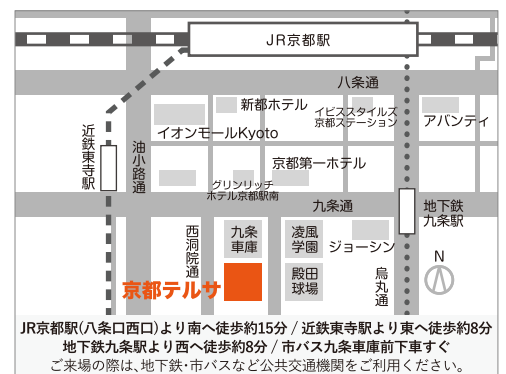 JR京都駅
八条通
新都ホテル
イビススタイルズ
京都ステーション
アバンティ
イオンモールKyoto
近鉄東寺駅
油小路通
京都第一ホテル
グリンリッチ
ホテル京都駅南
九条通
地下鉄
九条駅
西洞院通
九条
車庫
凌風
学園
ジョーシン
烏丸通
N
京都テルサ
殿田
球場
JR京都駅(八条口西口)より南へ徒歩約15分 / 近鉄東寺駅より東へ徒歩約8分
地下鉄九条駅より西へ徒歩約8分 / 市バス九条車庫前下車すぐ
ご来場の際は、地下鉄・市バスなど公共交通機関をご利用ください。